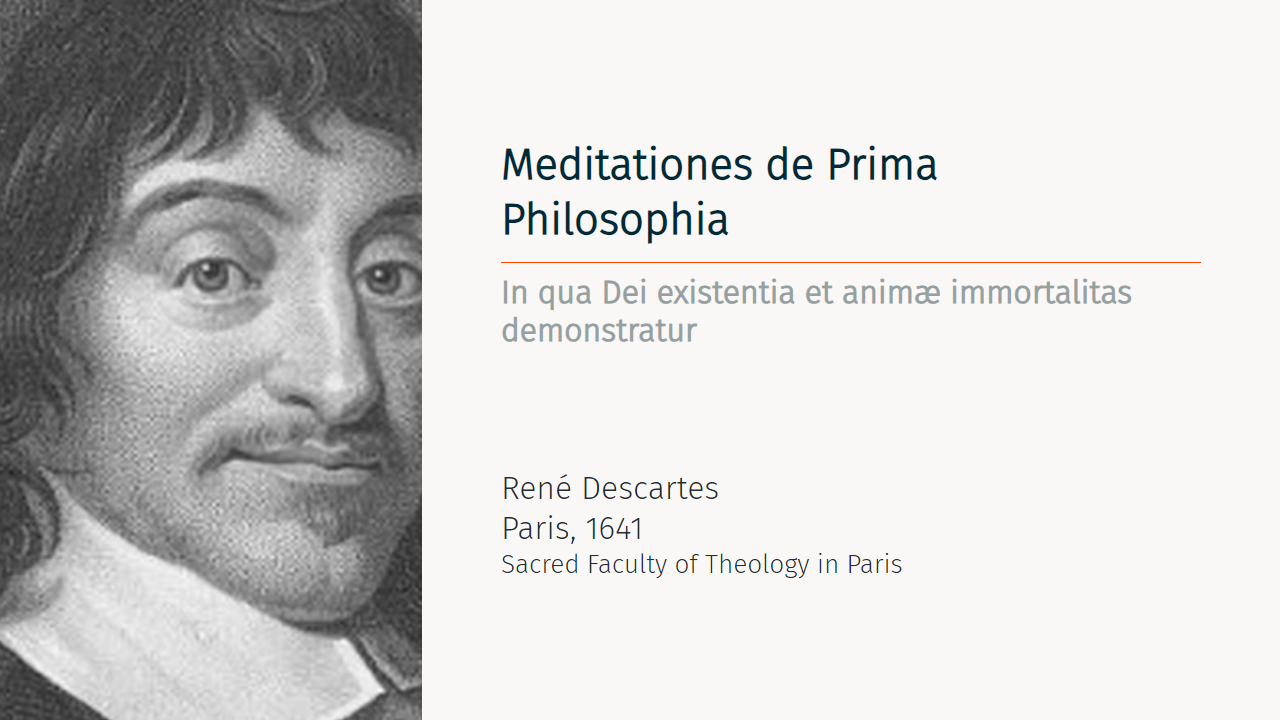 Meditationes de Prima
Philosophia
In qua Dei existentia et animæ immortalitas
demonstratur
René Descartes
Paris, 1641
Sacred Faculty of Theology in Paris